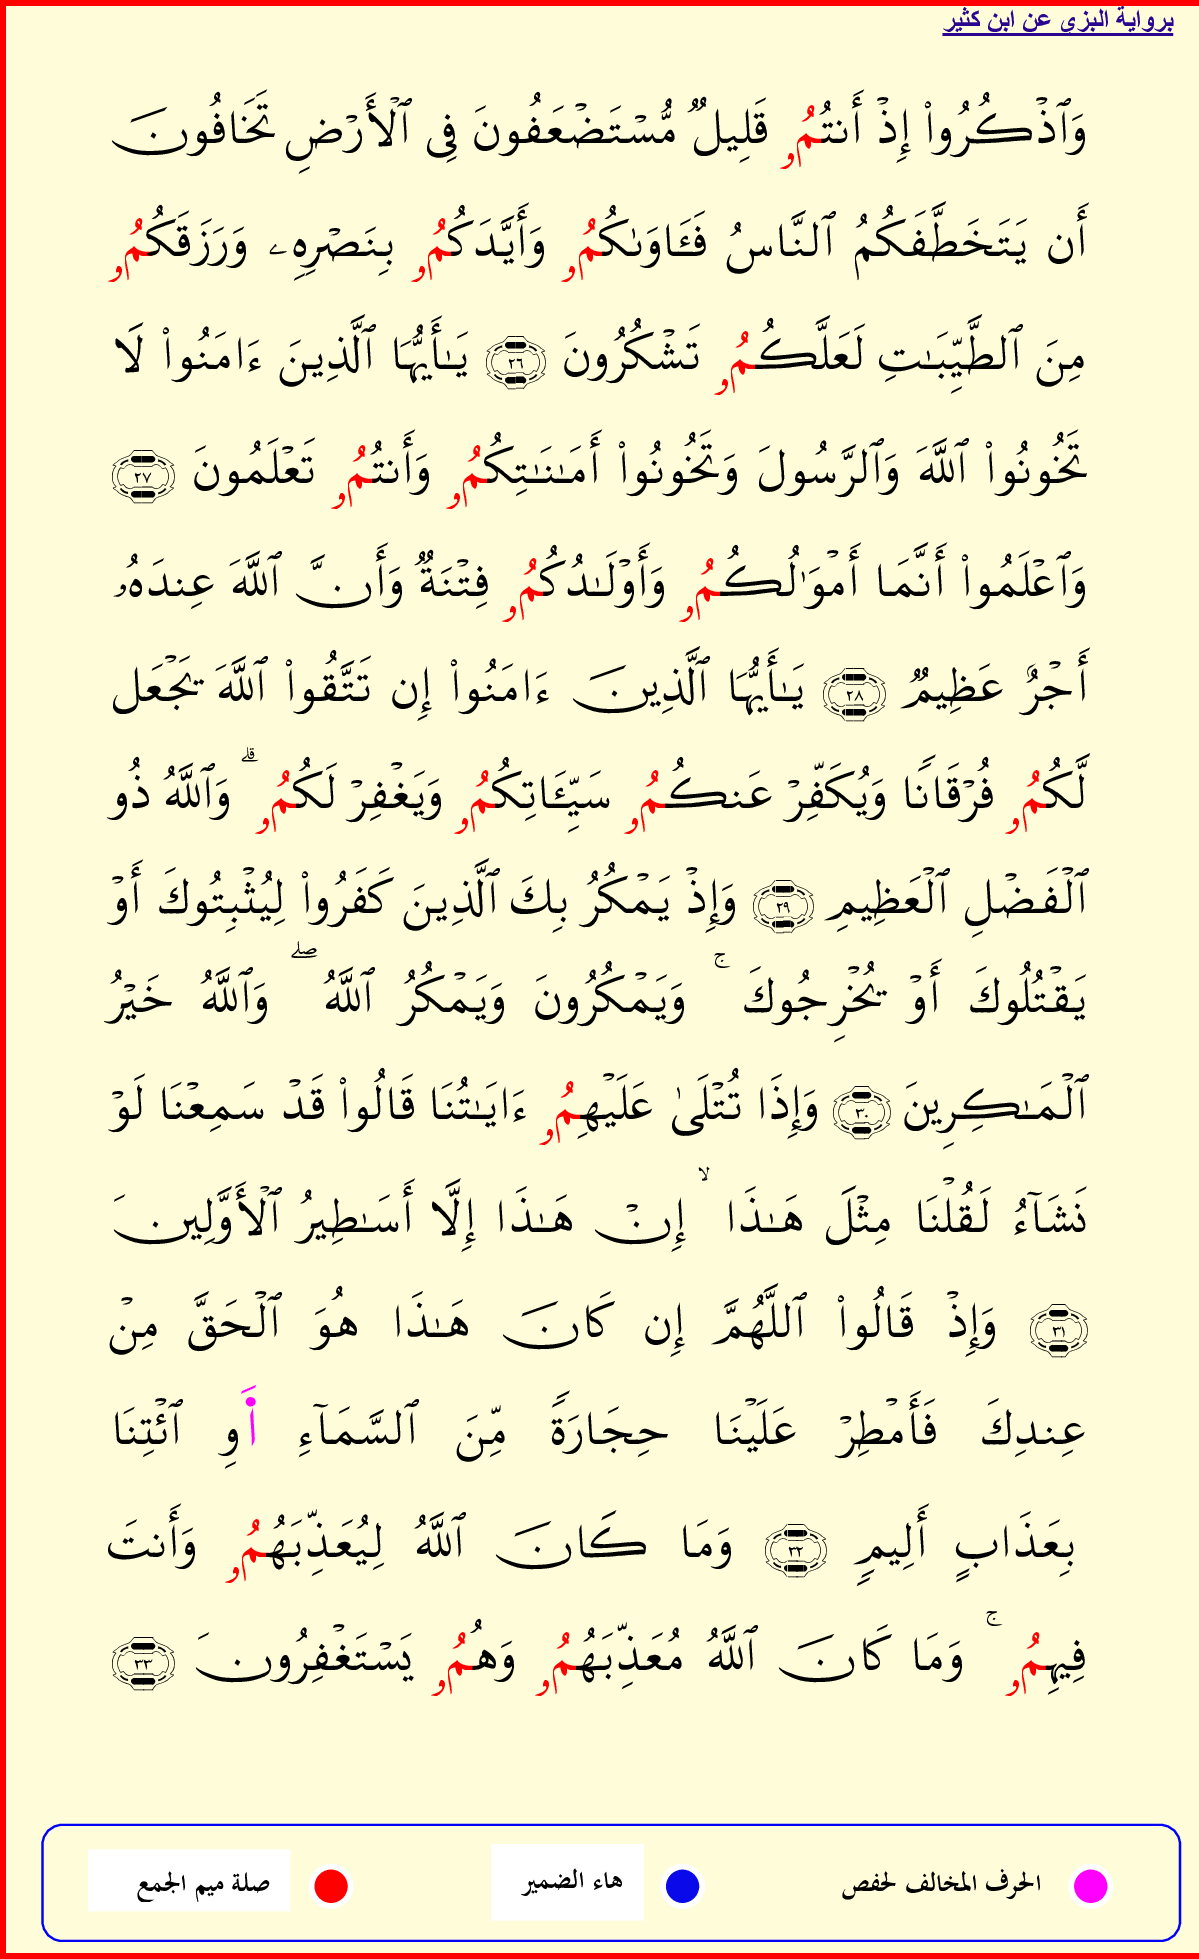 برواية البزي عن ابن كثير
وَٱذۡكُرُواْ إِذۡ أَنتُمُۥ قَلِيلٞ مُّسۡتَضۡعَفُونَ فِي ٱلۡأَرۡضِ تَخَافُونَ
أَن يَتَخَطَّفَكُمُ ٱلنَّاسُ فَـَٔاوَىٰكُمُۥ وَأَيَّدَكُمُۥ بِنَصۡرِهِۦ وَرَزَقَكُمُۥ
مِنَ ٱلطَّيِّبَٰتِ لَعَلَّكُمُۥ تَشۡكُرُونَ ٢٦ يَٰٓأَيُّهَا ٱلَّذِينَ ءَامَنُواْ لَا
تَخُونُواْ ٱللَّهَ وَٱلرَّسُولَ وَتَخُونُواْ أَمَٰنَٰتِكُمُۥ وَأَنتُمُۥ تَعۡلَمُونَ ٢٧
وَٱعۡلَمُواْ أَنَّمَا أَمۡوَٰلُكُمُۥ وَأَوۡلَٰدُكُمُۥ فِتۡنَةٞ وَأَنَّ ٱللَّهَ عِندَهُۥ
أَجۡرٌ عَظِيمٞ ٢٨ يَٰأَيُّهَا ٱلَّذِينَ ءَامَنُواْ إِن تَتَّقُواْ ٱللَّهَ يَجۡعَل
لَّكُمُۥ فُرۡقَانٗا وَيُكَفِّرۡ عَنكُمُۥ سَيِّـَٔاتِكُمُۥ وَيَغۡفِرۡ لَكُمُۥ ۗ وَٱللَّهُ ذُو
ٱلۡفَضۡلِ ٱلۡعَظِيمِ ٢٩ وَإِذۡ يَمۡكُرُ بِكَ ٱلَّذِينَ كَفَرُواْ لِيُثۡبِتُوكَ أَوۡ
يَقۡتُلُوكَ أَوۡ يُخۡرِجُوكَ ۚ وَيَمۡكُرُونَ وَيَمۡكُرُ ٱللَّهُ ۖ وَٱللَّهُ خَيۡرُ
ٱلۡمَٰكِرِينَ ٣٠ وَإِذَا تُتۡلَىٰ عَلَيۡهِمُۥ ءَايَٰتُنَا قَالُواْ قَدۡ سَمِعۡنَا لَوۡ
نَشَآءُ لَقُلۡنَا مِثۡلَ هَٰذَا ۙ إِنۡ هَٰذَا إِلَّا أَسَٰطِيرُ ٱلۡأَوَّلِينَ
٣١ وَإِذۡ قَالُواْ ٱللَّهُمَّ إِن كَانَ هَٰذَا هُوَ ٱلۡحَقَّ مِنۡ
عِندِكَ فَأَمۡطِرۡ عَلَيۡنَا حِجَارَةٗ مِّنَ ٱلسَّمَآءِ أَوِ ٱئۡتِنَا
بِعَذَابٍ أَلِيمٖ ٣٢ وَمَا كَانَ ٱللَّهُ لِيُعَذِّبَهُمُۥ وَأَنتَ
فِيهِمُۥ ۚ وَمَا كَانَ ٱللَّهُ مُعَذِّبَهُمُۥ وَهُمُۥ يَسۡتَغۡفِرُونَ ٣٣
الحرف المخالف لحفص هاء الضمير صلة ميم الجمع